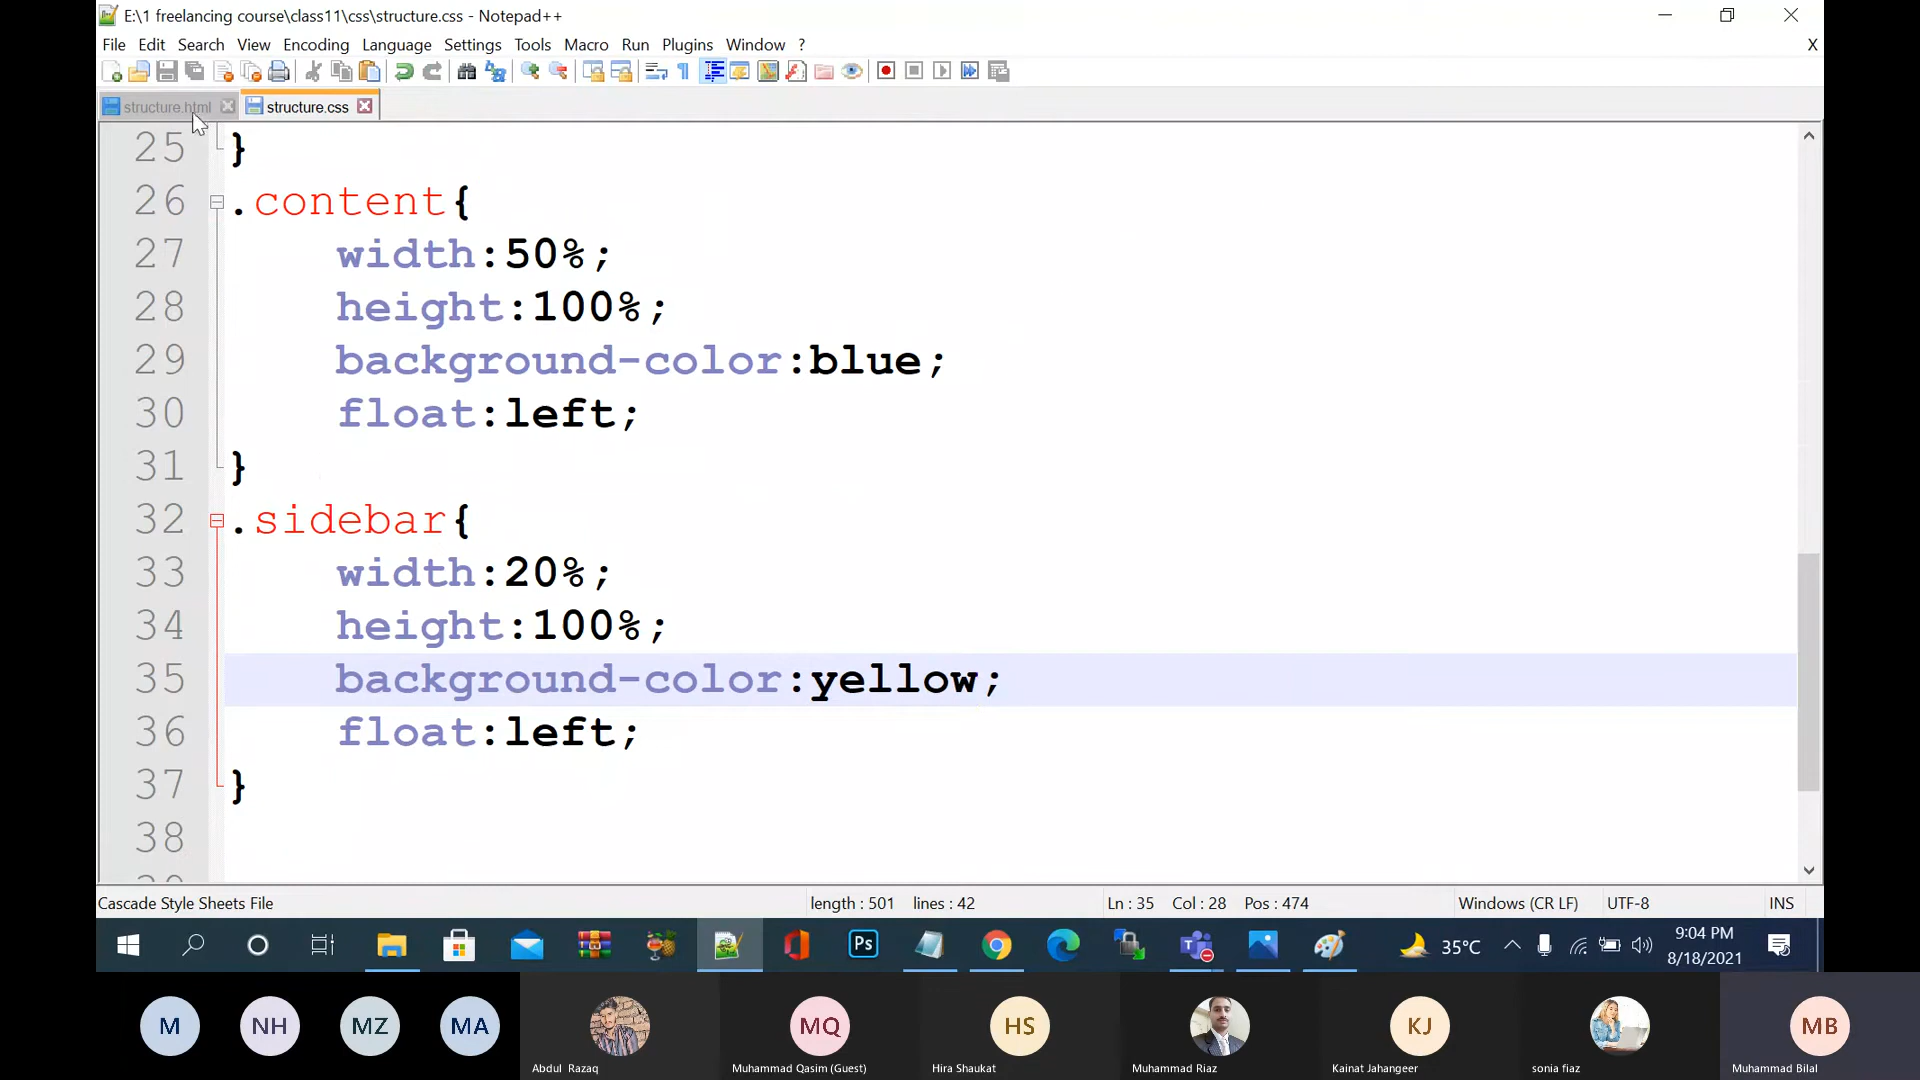 E:\1 freelancing course\class11\css\structure.css - Notepad++
File Edit Search View Encoding Language Settings Tools Macro Run Plugins Window ? X
structure.html structure.css
25 }
26 .content{
27 width:50%;
28 height:100%;
29 background-color:blue;
30 float:left;
31 }
32 .sidebar{
33 width:20%;
34 height:100%;
35 background-color:yellow;
36 float:left;
37 }
38
Cascade Style Sheets File length : 501 lines : 42 Ln : 35 Col : 28 Pos : 474 Windows (CR LF) UTF-8 INS
Ps 35°C 9:04 PM
8/18/2021
M NH MZ MA MQ HS KJ MB
Abdul Razaq Muhammad Qasim (Guest) Hira Shaukat Muhammad Riaz Kainat Jahangeer sonia fiaz Muhammad Bilal